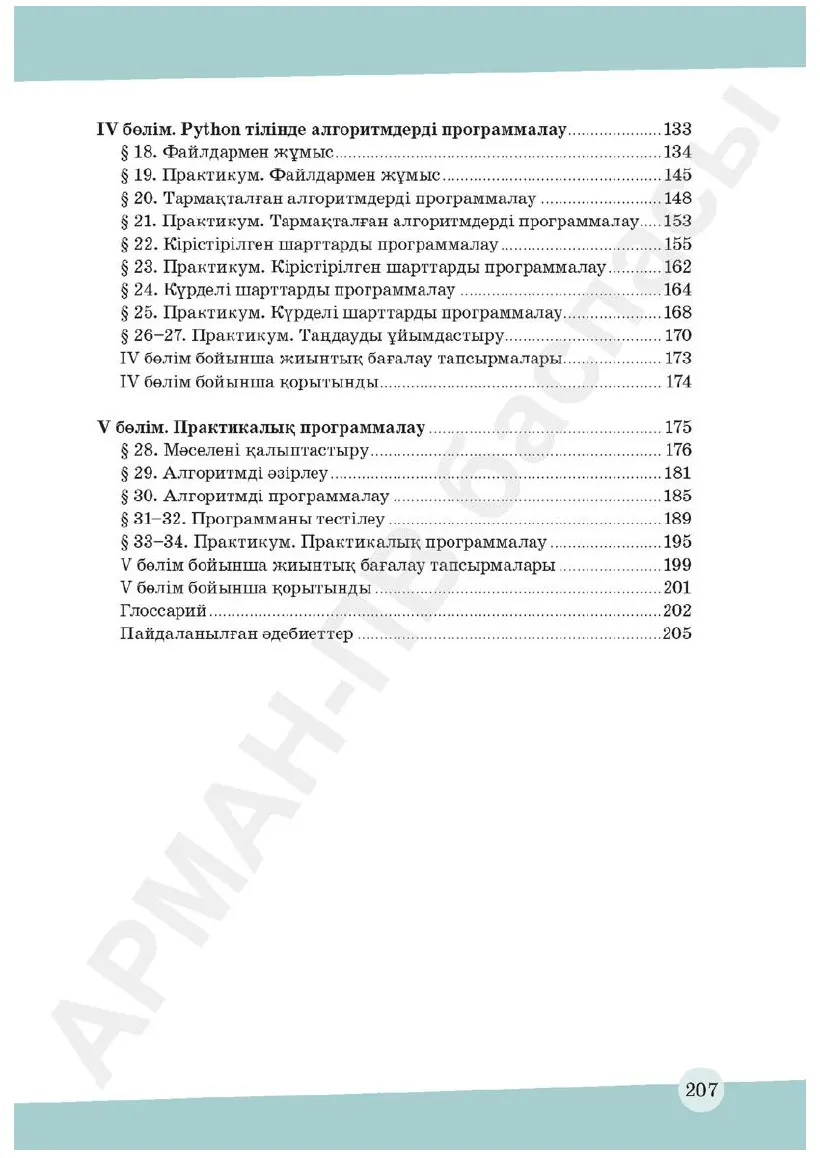 IV бөлім. Python тілінде алгоритмдерді программалау.....................133
§ 18. Файлдармен жұмыс..........................................................................134
§ 19. Практикум. Файлдармен жұмыс..................................................145
§ 20. Тармақталған алгоритмдерді программалау ............................148
§ 21. Практикум. Тармақталған алгоритмдерді программалау.....153
§ 22. Кірістірілген шарттарды программалау.....................................155
§ 23. Практикум. Кірістірілген шарттарды программалау............162
§ 24. Күрделі шарттарды программалау ..............................................164
§ 25. Практикум. Күрделі шарттарды программалау......................168
§ 26–27. Практикум. Таңдауды ұйымдастыру....................................170
IV бөлім бойынша жиынтық бағалау тапсырмалары......................173
IV бөлім бойынша қорытынды................................................................174
V бөлім. Практикалық программалау.....................................................175
§ 28. Мәселені қалыптастыру..................................................................176
§ 29. Алгоритмді әзірлеу...........................................................................181
§ 30. Алгоритмді программалау .............................................................185
§ 31–32. Программаны тестілеу ...............................................................189
§ 33–34. Практикум. Практикалық программалау .........................195
V бөлім бойынша жиынтық бағалау тапсырмалары ........................199
V бөлім бойынша қорытынды .................................................................201
Глоссарий.......................................................................................................202
Пайдаланылған әдебиеттер .....................................................................205
АРМАН-ПВ баспасы
207